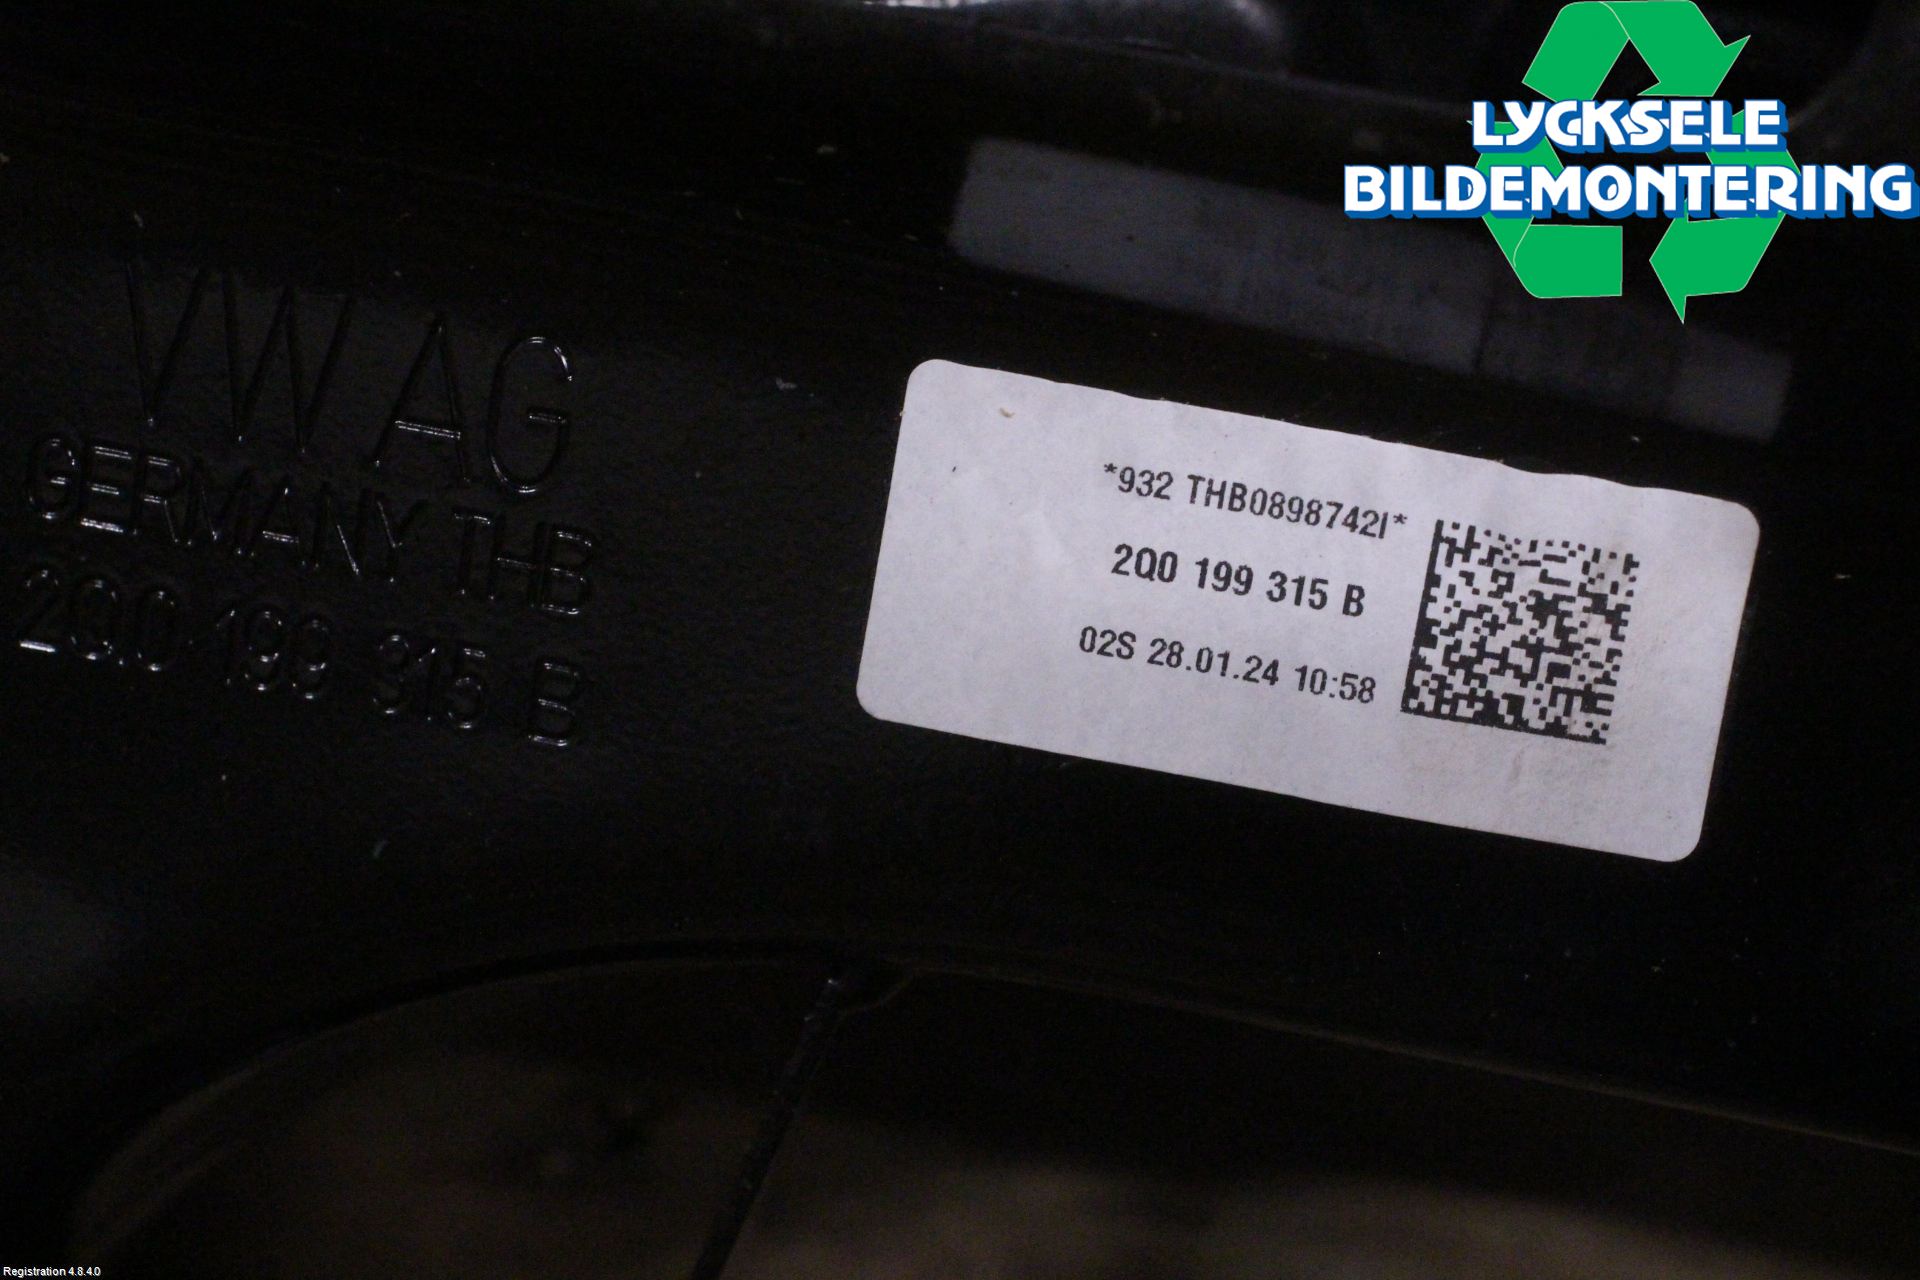 LYCKSELE
BILDEMONTERING
VW AG
GERMANY THB
2Q0 199 315 B
*932 THB0898742I*
2Q0 199 315 B
02S 28.01.24 10:58
Registration 4.8.4.0